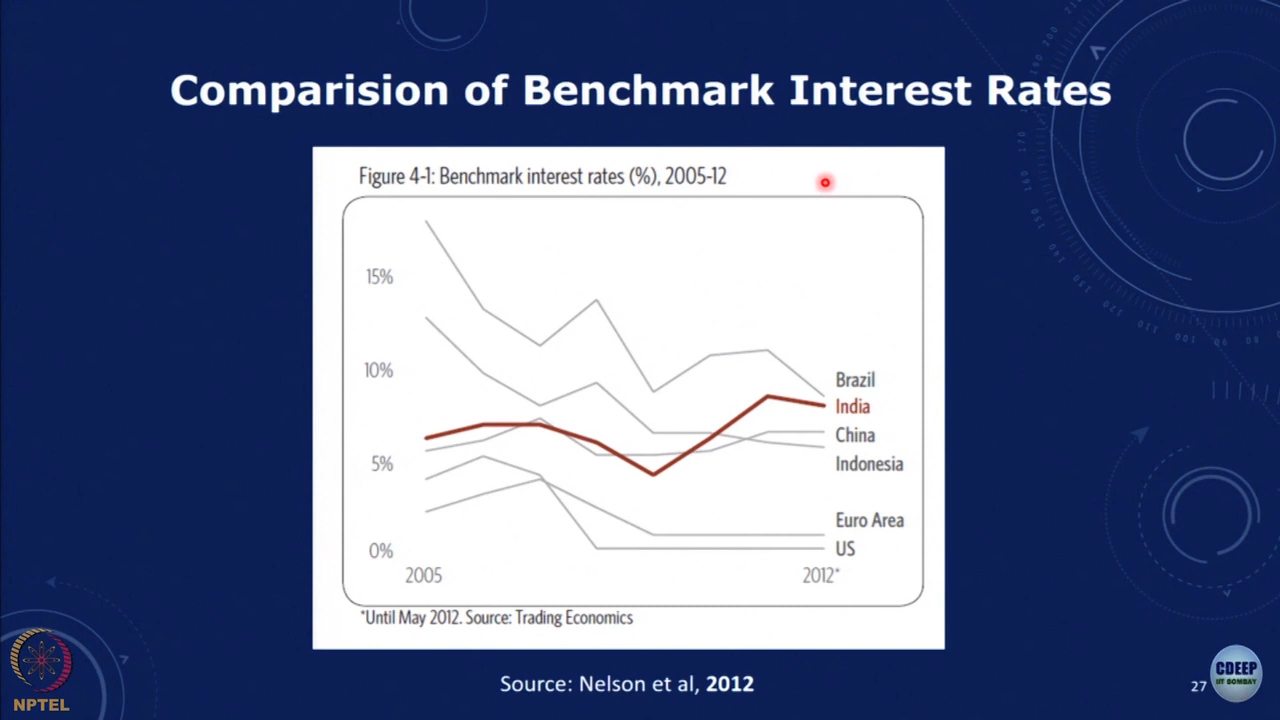 Comparision of Benchmark Interest Rates
Figure 4-1: Benchmark interest rates (%), 2005-12
15%
10%
5%
0%
Brazil
India
China
Indonesia
Euro Area
US
2005
2012*
*Until May 2012. Source: Trading Economics
Source: Nelson et al, 2012
27
NPTEL
CDEEP
IIT BOMBAY